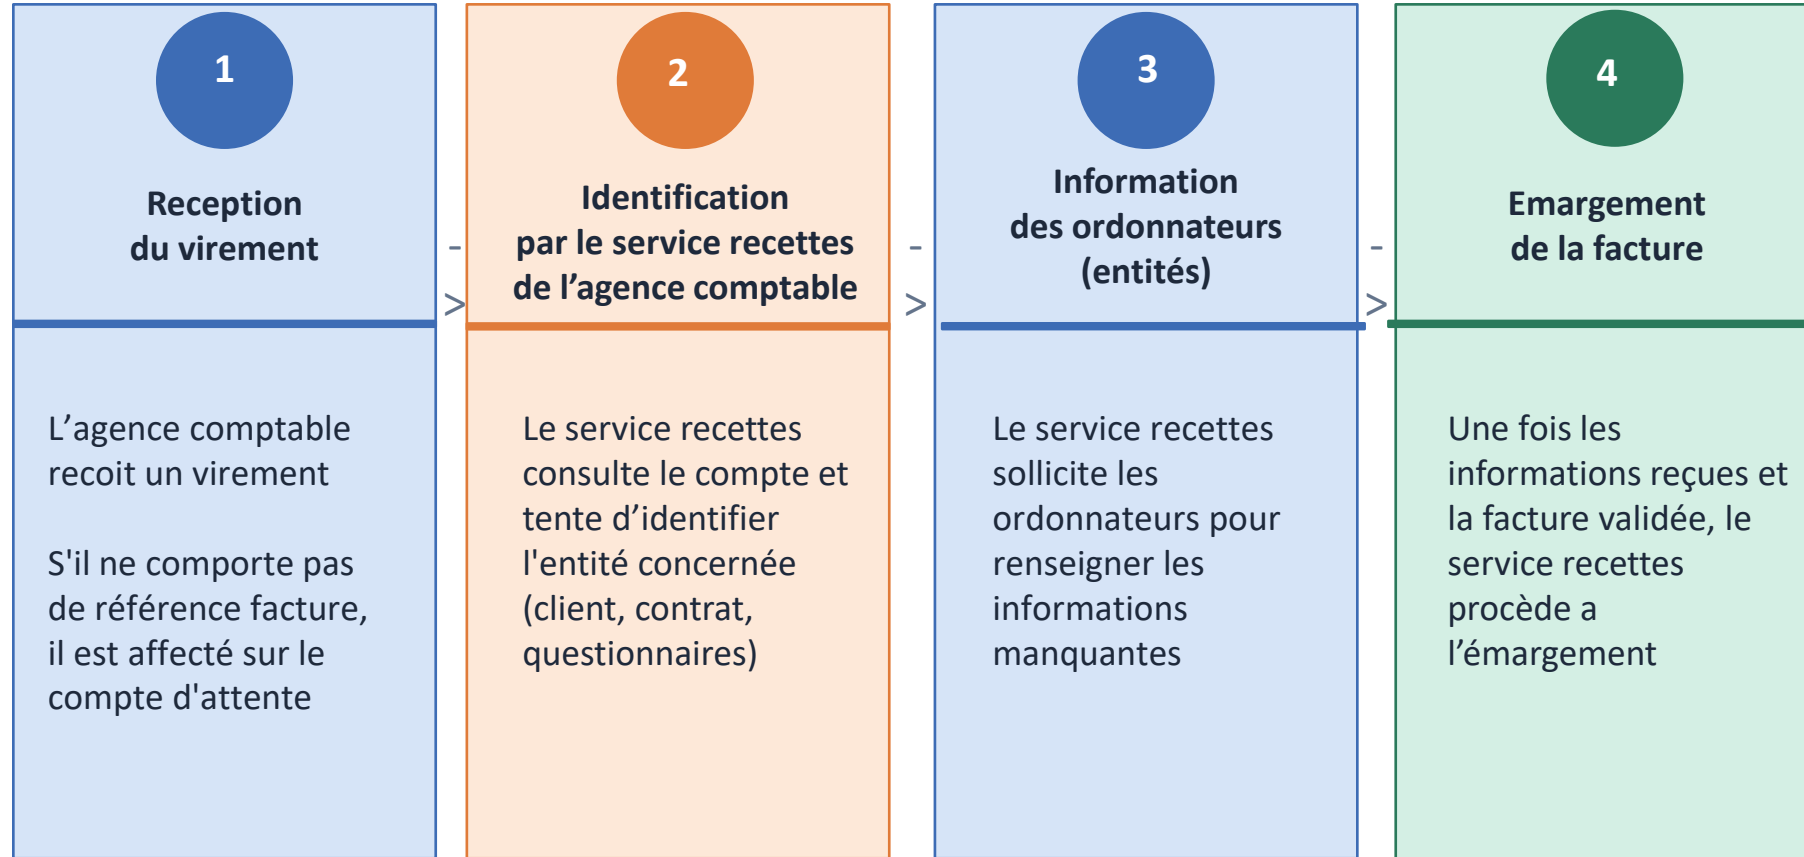 1
Reception
du virement
L’agence comptable
recoit un virement
S'il ne comporte pas
de référence facture,
il est affecté sur le
compte d'attente
-
>
2
Identification
par le service recettes
de l’agence comptable
Le service recettes
consulte le compte et
tente d’identifier
l'entité concernée
(client, contrat,
questionnaires)
-
>
3
Information
des ordonnateurs
(entités)
Le service recettes
sollicite les
ordonnateurs pour
renseigner les
informations
manquantes
-
>
4
Emargement
de la facture
Une fois les
informations reçues et
la facture validée, le
service recettes
procède a
l’émargement